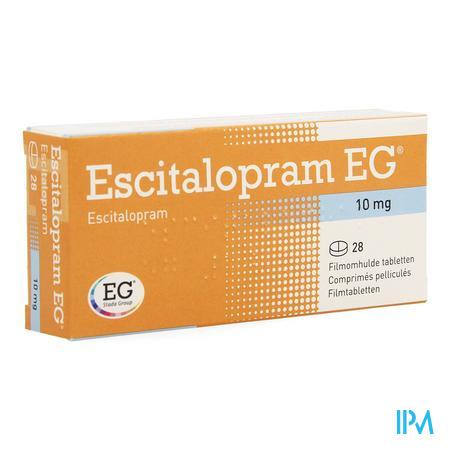 Escitalopram EG®
Escitalopram
10 mg
28
Filmomhulde tabletten
Comprimés pelliculés
Filmtabletten
EG®
Stada Group
28
Escitalopram EG®
Escitalopram
10 mg
IPM